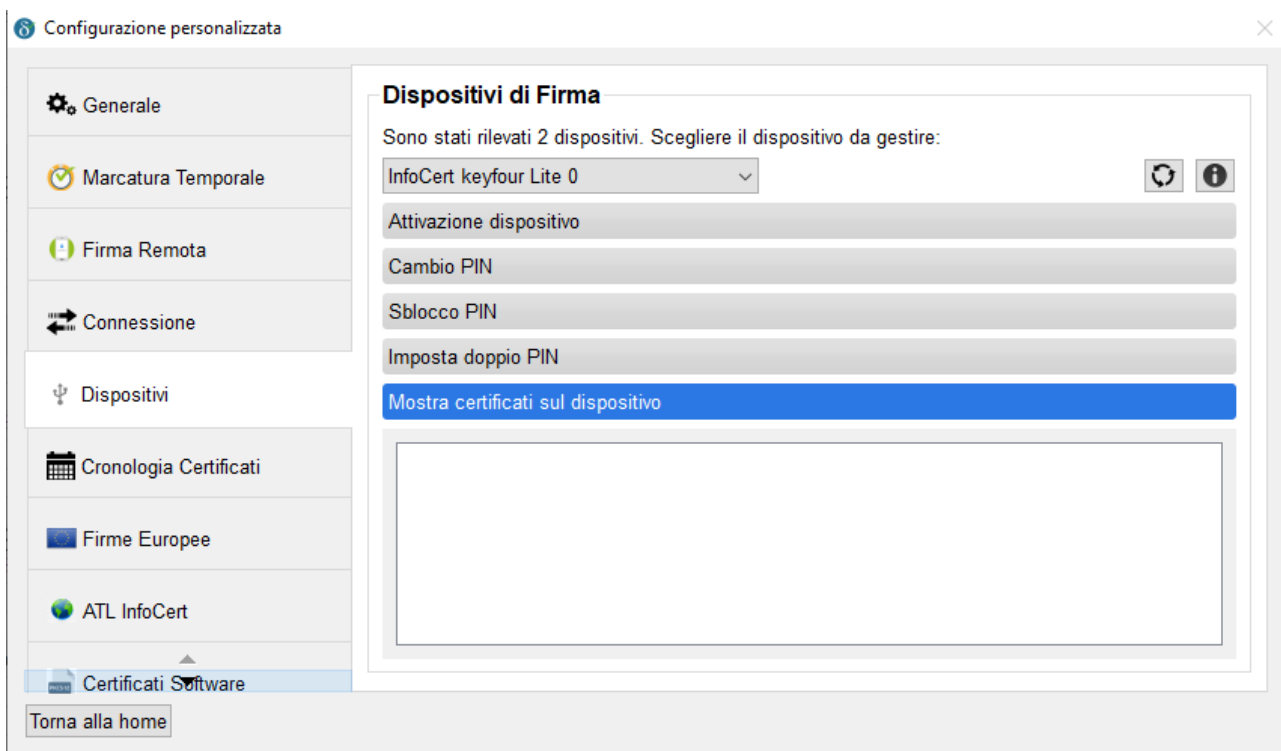 Configurazione personalizzata
Generale
Marcatura Temporale
Firma Remota
Connessione
Dispositivi
Cronologia Certificati
Firme Europee
ATL InfoCert
Certificati Software
Torna alla home
Dispositivi di Firma
Sono stati rilevati 2 dispositivi. Scegliere il dispositivo da gestire:
InfoCert keyfour Lite 0
Attivazione dispositivo
Cambio PIN
Sblocco PIN
Imposta doppio PIN
Mostra certificati sul dispositivo